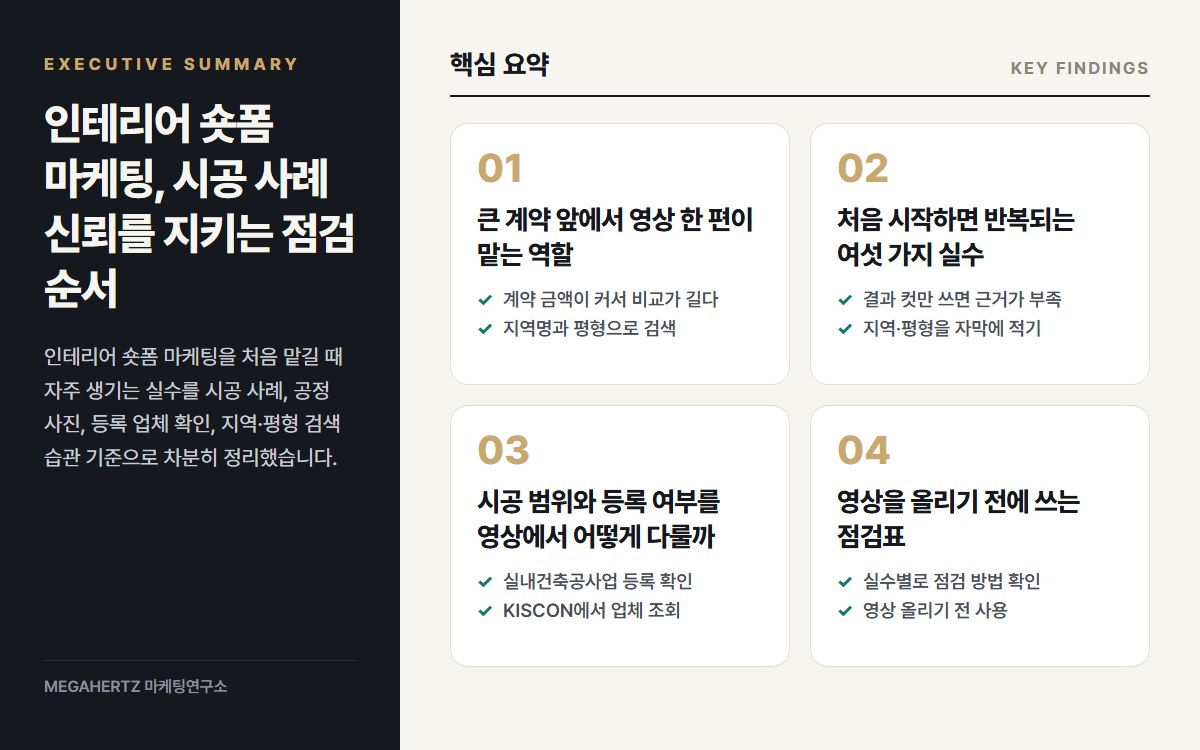 EXECUTIVE SUMMARY
인테리어 숏폼
마케팅, 시공 사례
신뢰를 지키는 점검
순서
인테리어 숏폼 마케팅을 처음 맡길 때
자주 생기는 실수를 시공 사례, 공정
사진, 등록 업체 확인, 지역·평형 검색
습관 기준으로 차분히 정리했습니다.
MEGAHERTZ 마케팅연구소
핵심 요약
KEY FINDINGS
01
큰 계약 앞에서 영상 한 편이
맡는 역할
✓ 계약 금액이 커서 비교가 길다
✓ 지역명과 평형으로 검색
02
처음 시작하면 반복되는
여섯 가지 실수
✓ 결과 컷만 쓰면 근거가 부족
✓ 지역·평형을 자막에 적기
03
시공 범위와 등록 여부를
영상에서 어떻게 다룰까
✓ 실내건축공사업 등록 확인
✓ KISCON에서 업체 조회
04
영상을 올리기 전에 쓰는
점검표
✓ 실수별로 점검 방법 확인
✓ 영상 올리기 전 사용